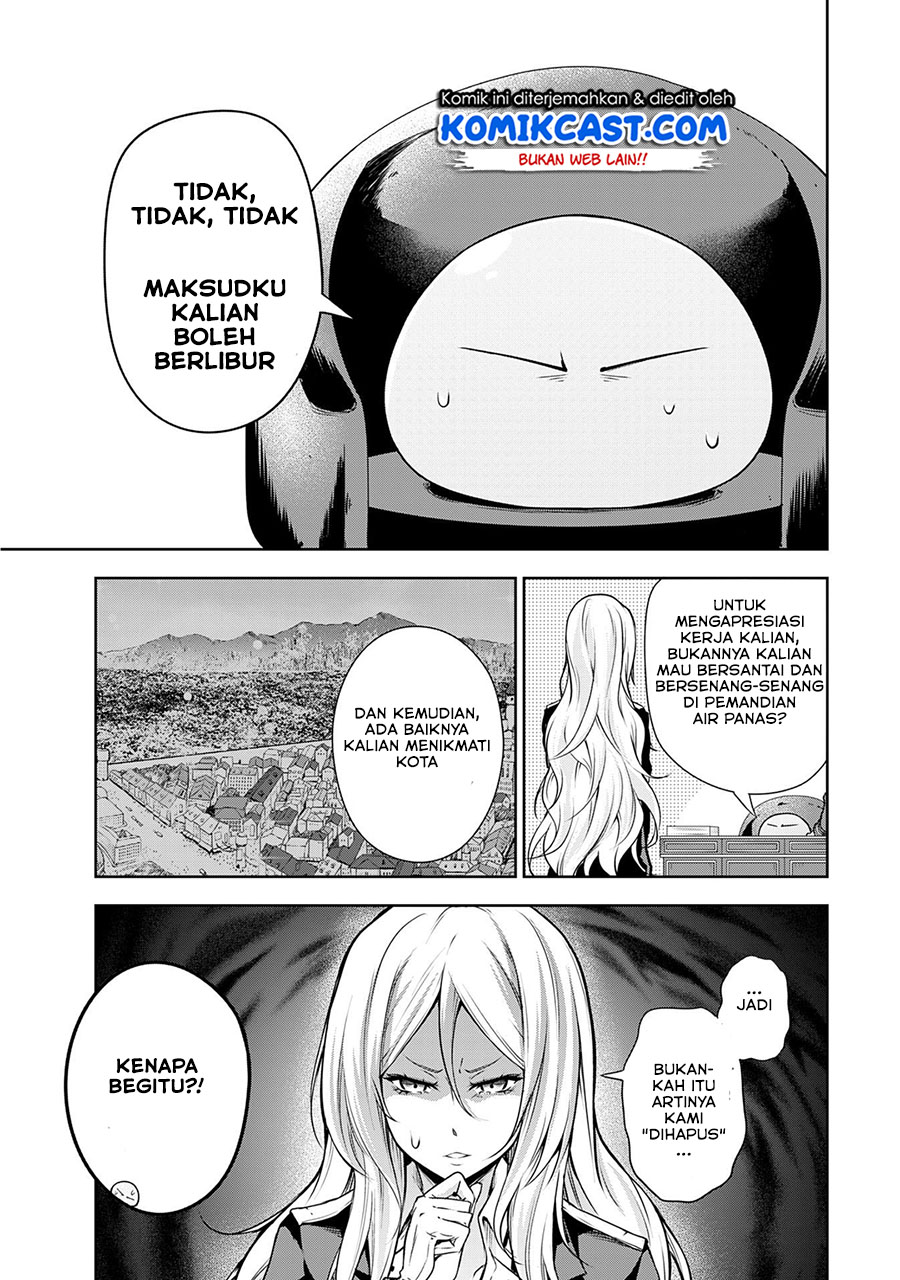 Komik ini diterjemahkan & diedit oleh
KOMIKCAST.COM
BUKAN WEB LAIN!!
TIDAK,
TIDAK, TIDAK
MAKSUDKU
KALIAN
BOLEH
BERLIBUR
UNTUK
MENGAPRESIASI
KERJA KALIAN,
BUKANNYA KALIAN
MAU BERSANTAI DAN
BERSENANG-SENANG
DI PEMANDIAN
AIR PANAS?
DAN KEMUDIAN,
ADA BAIKNYA
KALIAN MENIKMATI
KOTA
...
JADI
BUKAN-
KAH ITU
ARTINYA
KAMI
"DIHAPUS"
...
KENAPA
BEGITU?!